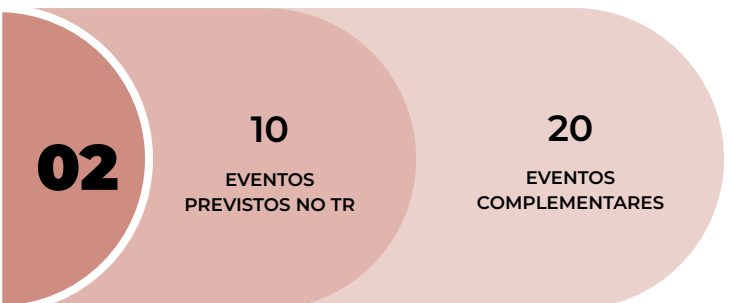 02
10
EVENTOS
PREVISTOS NO TR
20
EVENTOS
COMPLEMENTARES